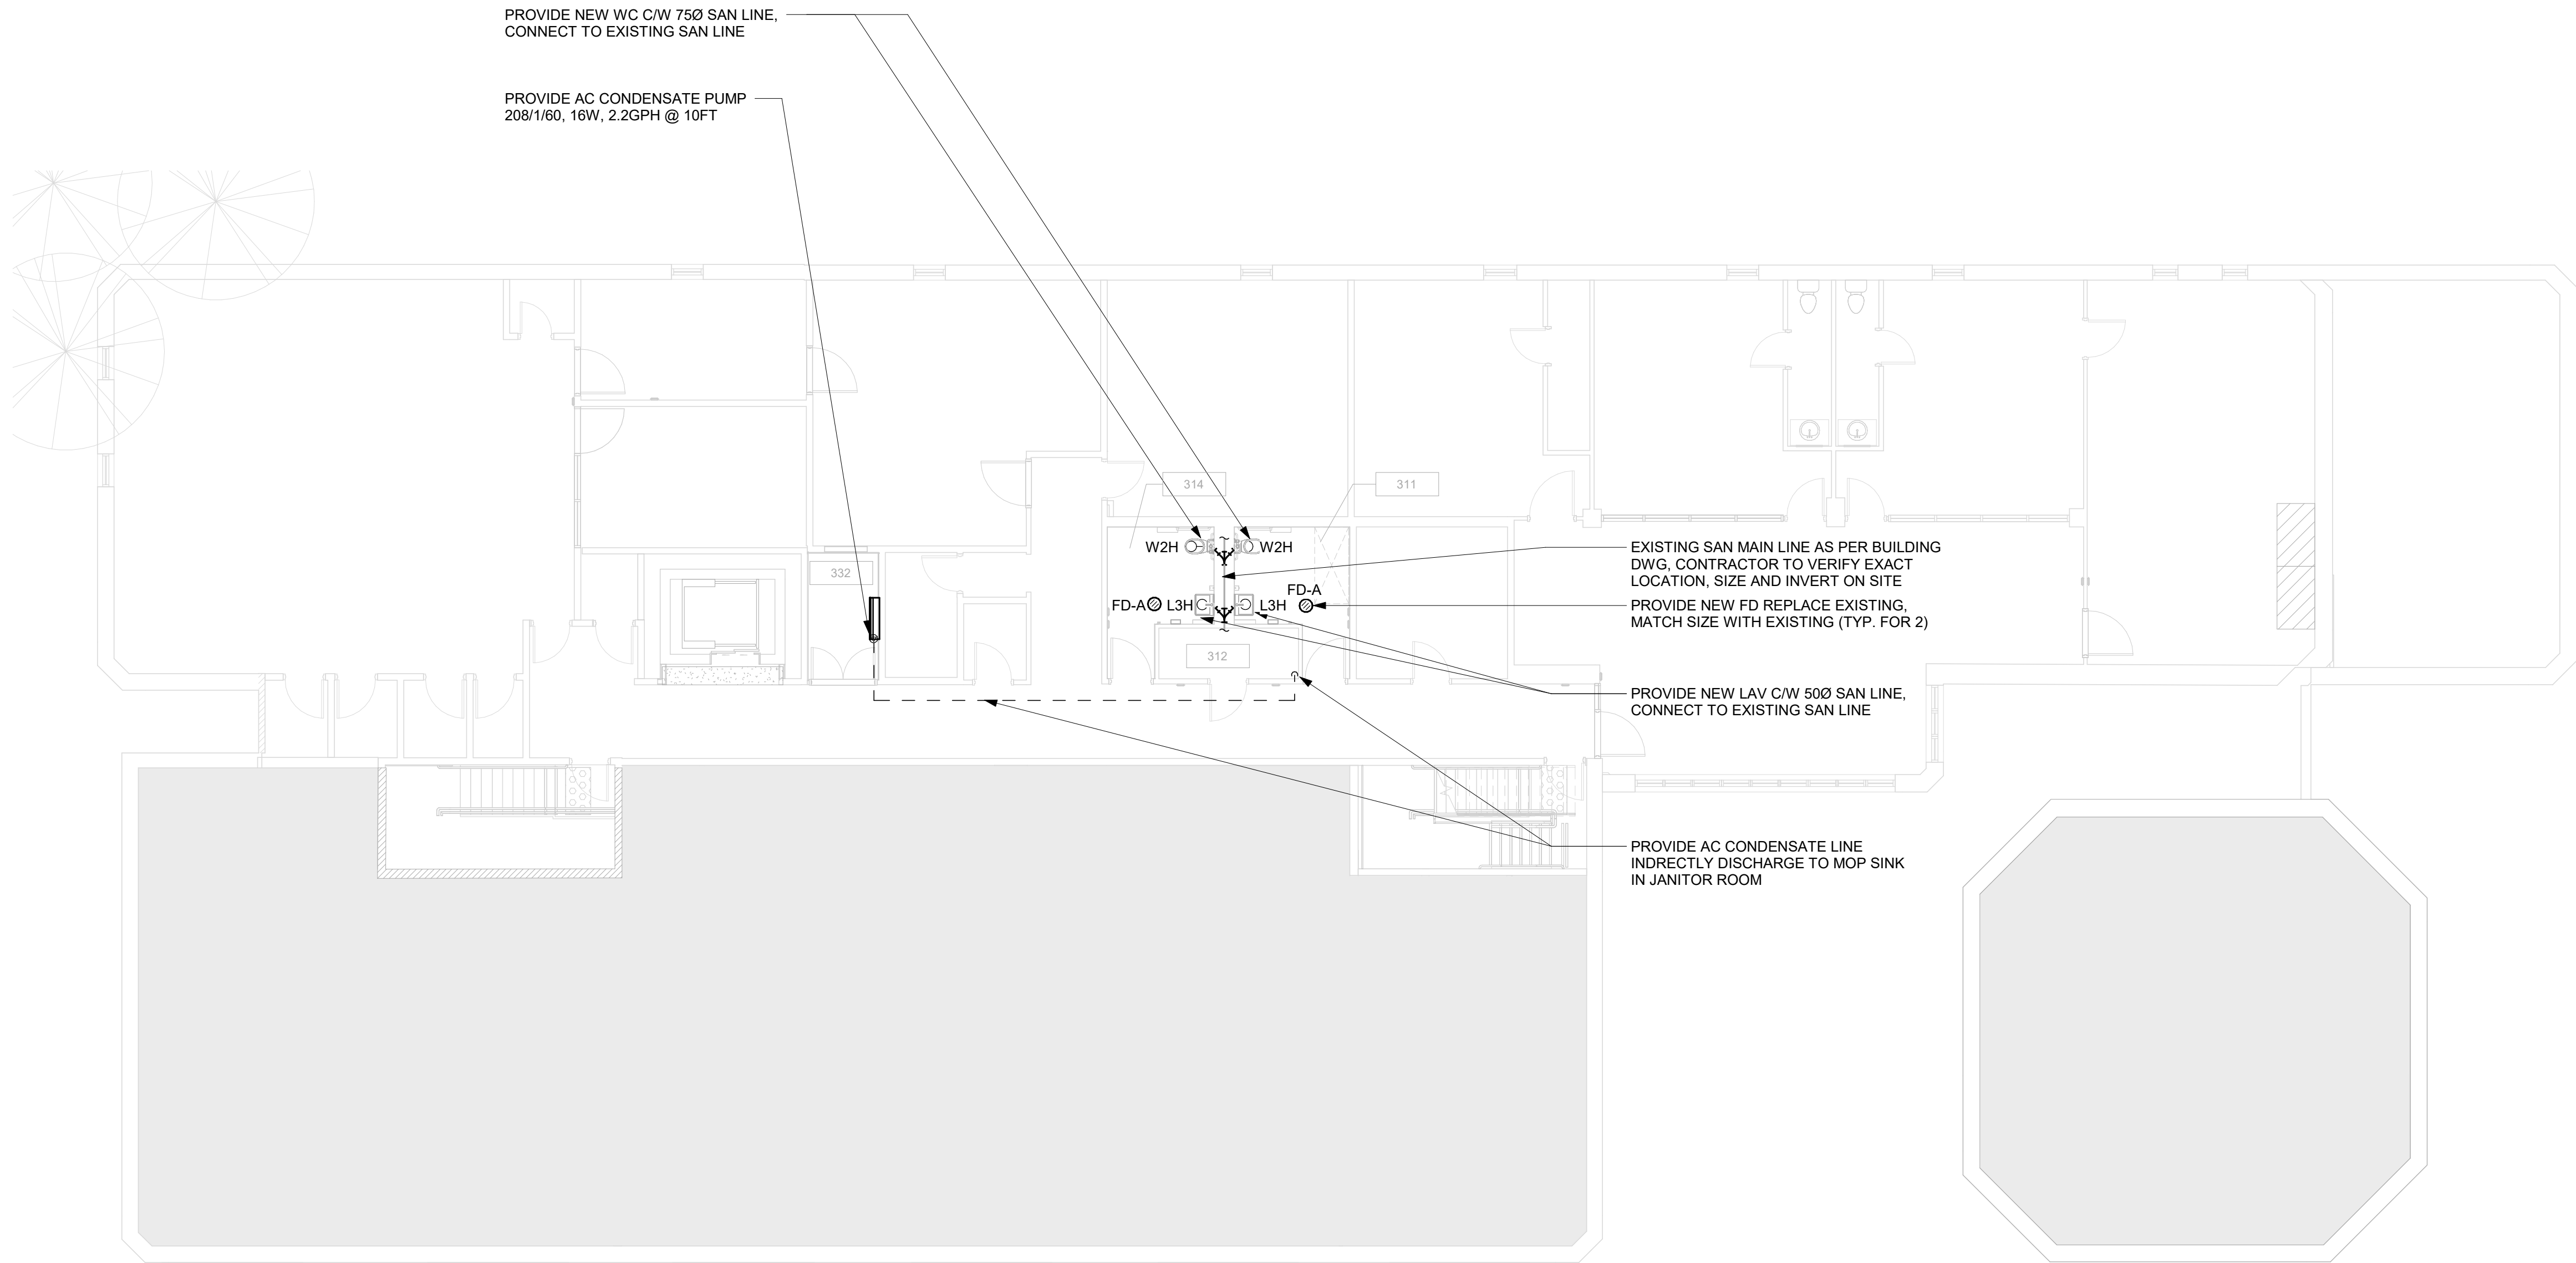 PROVIDE NEW WC C/W 75Ø SAN LINE,
CONNECT TO EXISTING SAN LINE
PROVIDE AC CONDENSATE PUMP
208/1/60, 16W, 2.2GPH @ 10FT
314
311
W2H
W2H
332
FD-A
L3H
L3H
FD-A
312
EXISTING SAN MAIN LINE AS PER BUILDING
DWG, CONTRACTOR TO VERIFY EXACT
LOCATION, SIZE AND INVERT ON SITE
PROVIDE NEW FD REPLACE EXISTING,
MATCH SIZE WITH EXISTING (TYP. FOR 2)
PROVIDE NEW LAV C/W 50Ø SAN LINE,
CONNECT TO EXISTING SAN LINE
PROVIDE AC CONDENSATE LINE
INDRECTLY DISCHARGE TO MOP SINK
IN JANITOR ROOM